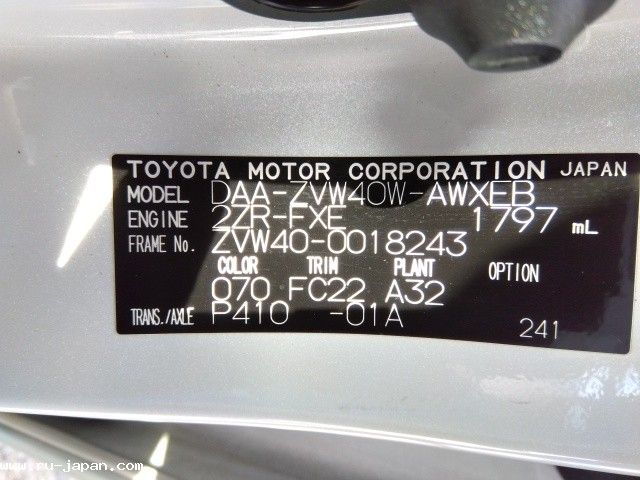 TOYOTA MOTOR CORPORATION JAPAN
MODEL DAA-ZVW40W-AWXEB
ENGINE 2ZR-FXE 1797 mL
FRAME No. ZVW40-0018243
COLOR TRIM PLANT OPTION
070 FC22 A32
TRANS./AXLE P410 -01A 241
www.ru-japan.com